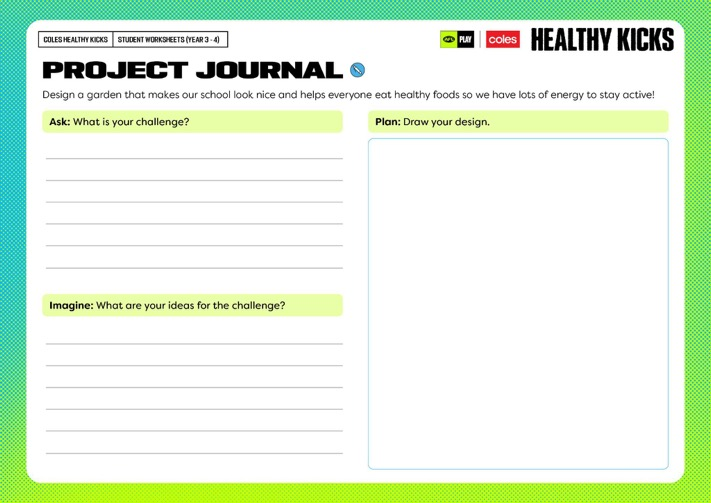 COLES HEALTHY KICKS STUDENT WORKSHEETS (YEAR 3 - 4)
AFL PLAY coles HEALTHY KICKS
PROJECT JOURNAL
Design a garden that makes our school look nice and helps everyone eat healthy foods so we have lots of energy to stay active!
Ask: What is your challenge?
Imagine: What are your ideas for the challenge?
Plan: Draw your design.